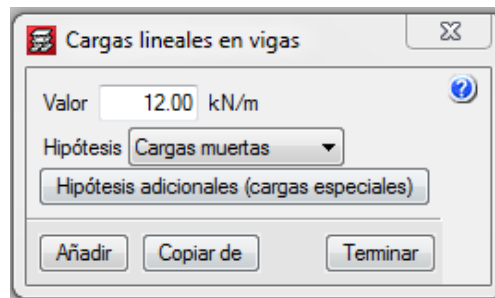 Cargas lineales en vigas
Valor 12.00 kN/m
Hipótesis Cargas muertas
Hipótesis adicionales (cargas especiales)
Añadir Copiar de Terminar